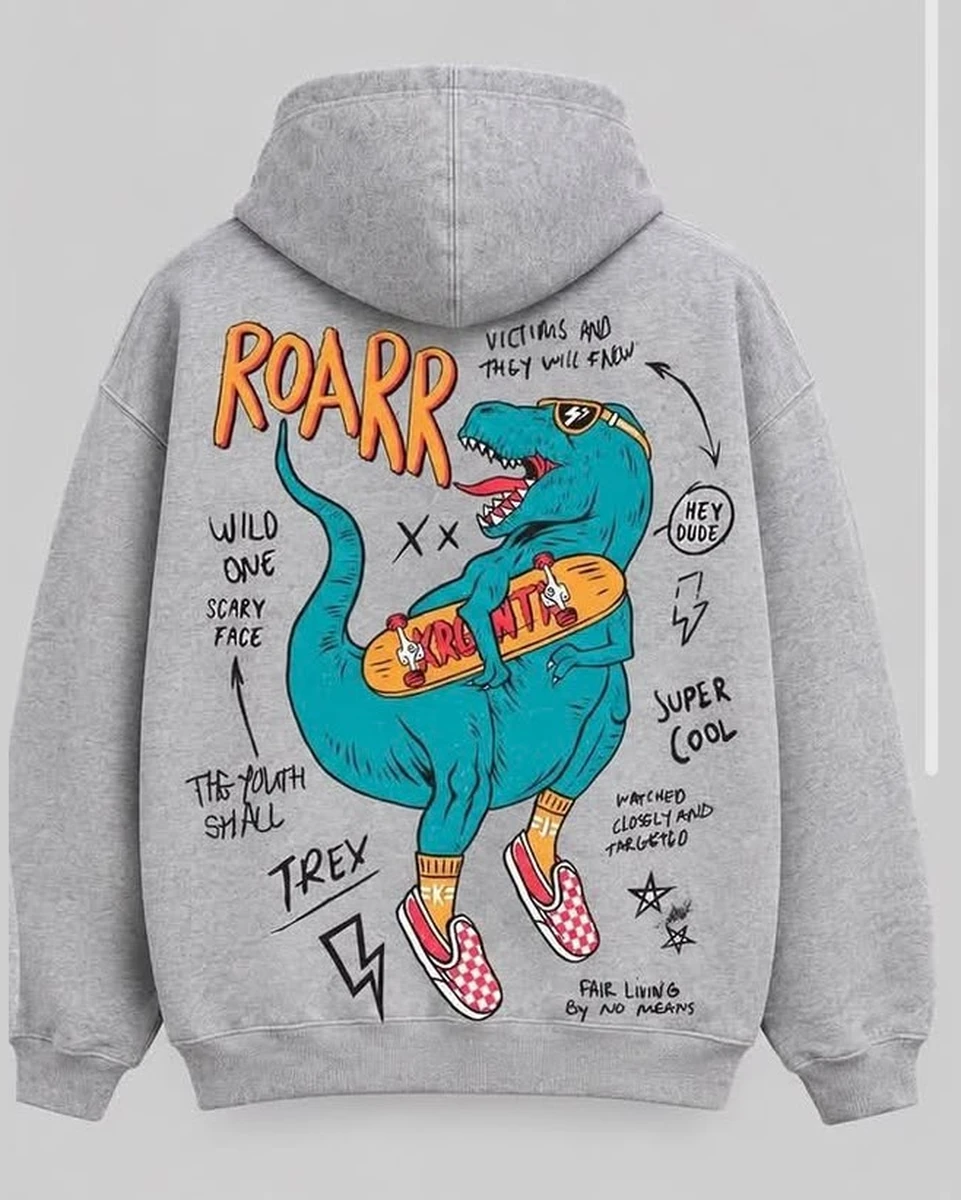 ROARR
VICTIMS AND
THEY WILL KNOW
HEY
DUDE
WILD
ONE
XX
SCARY
FACE
SUPER
COOL
THE YOUTH
SHALL
WATCHED
CLOSELY AND
TARGETED
TREX
K
FAIR LIVING
BY NO MEANS